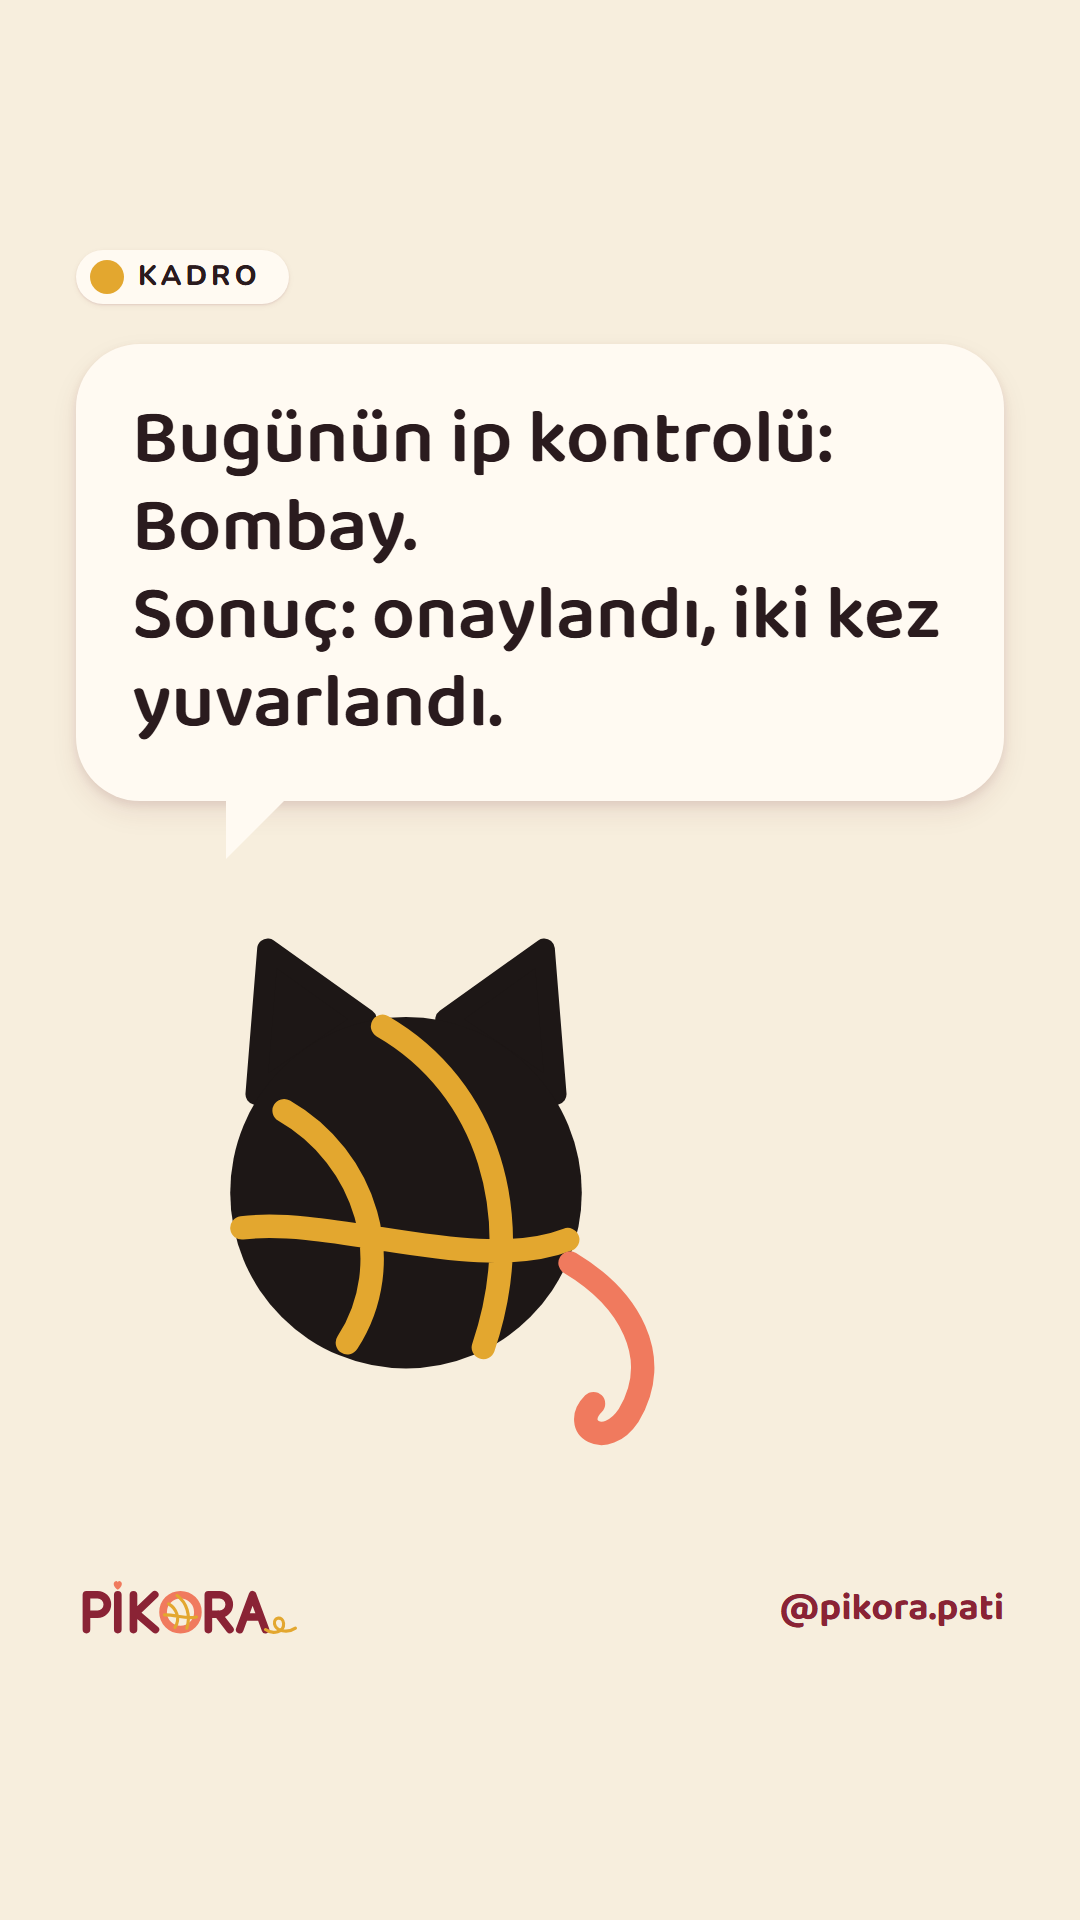 KADRO
Bugünün ip kontrolü:
Bombay.
Sonuç: onaylandı, iki kez
yuvarlandı.
PİKORA
@pikora.pati